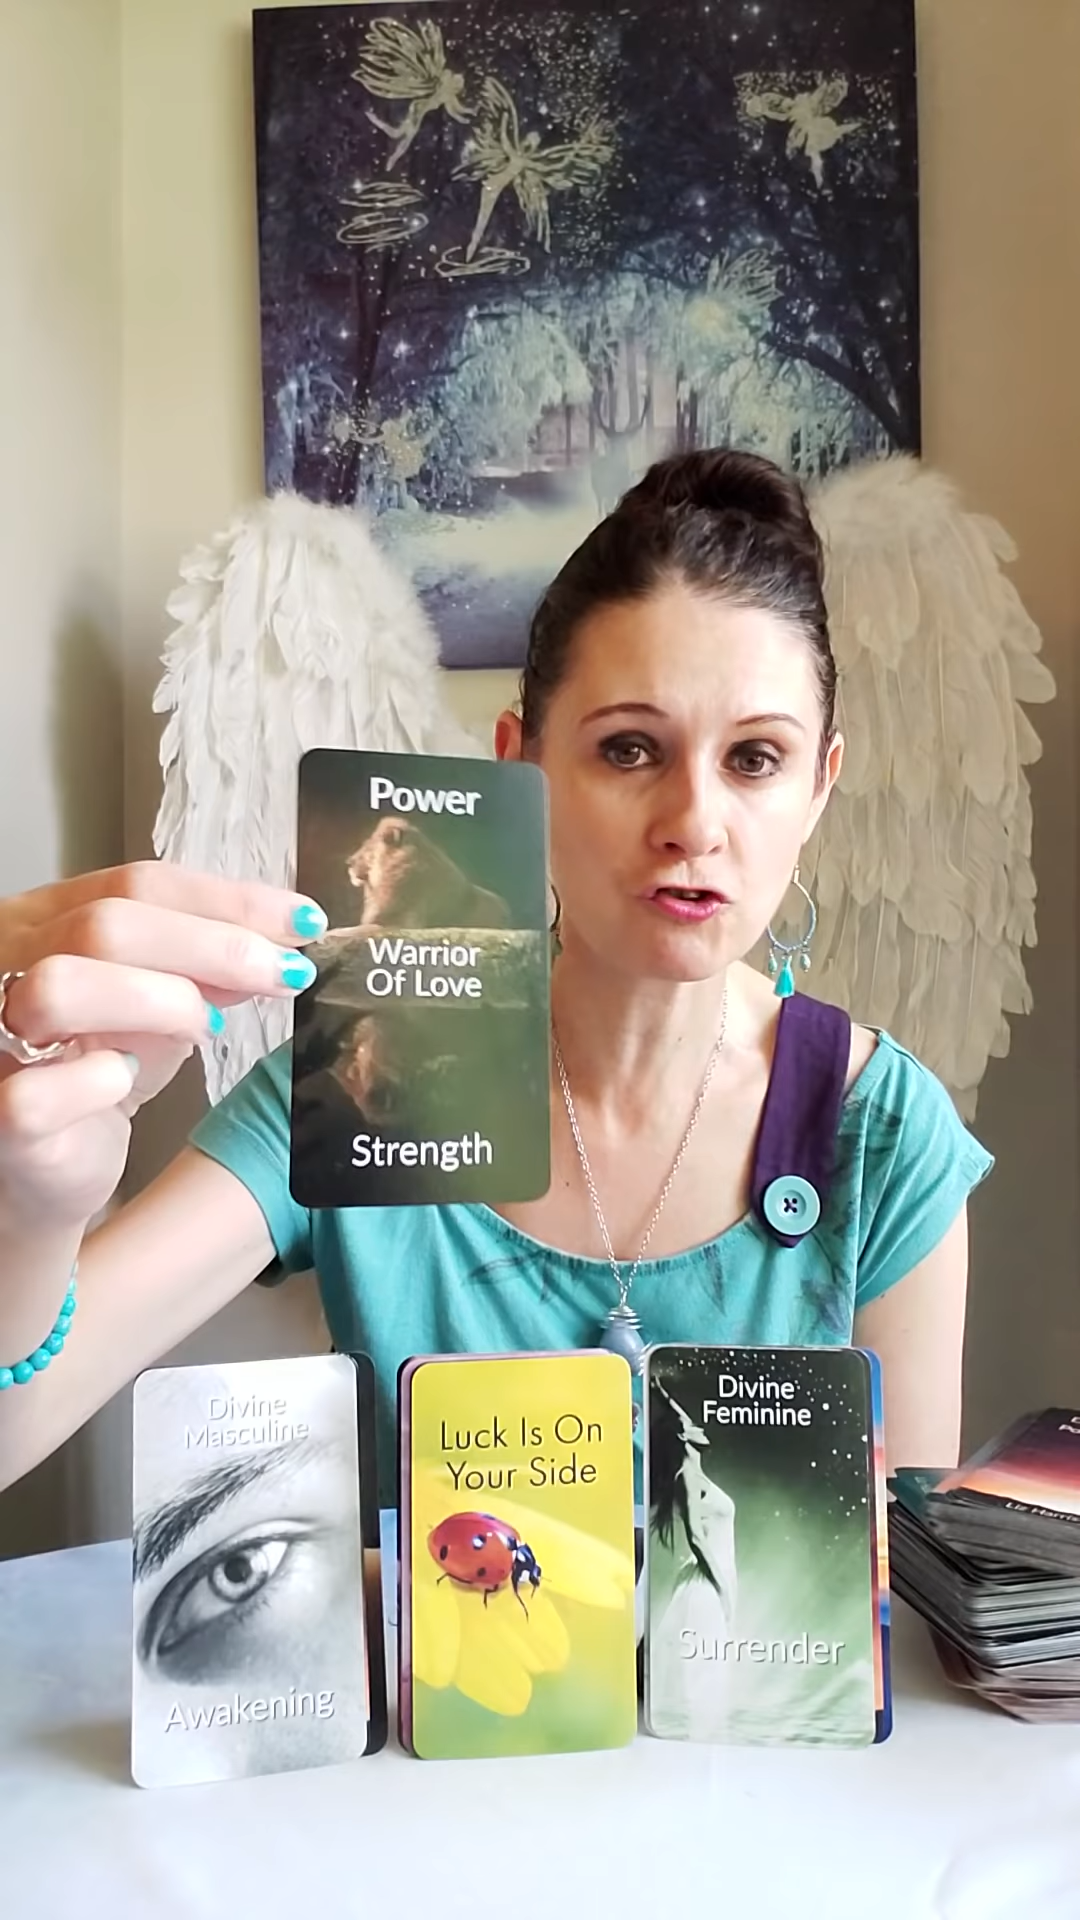 Power
Warrior
Of Love
Strength
Divine
Masculine
Awakening
Luck Is On
Your Side
Divine
Feminine
Surrender